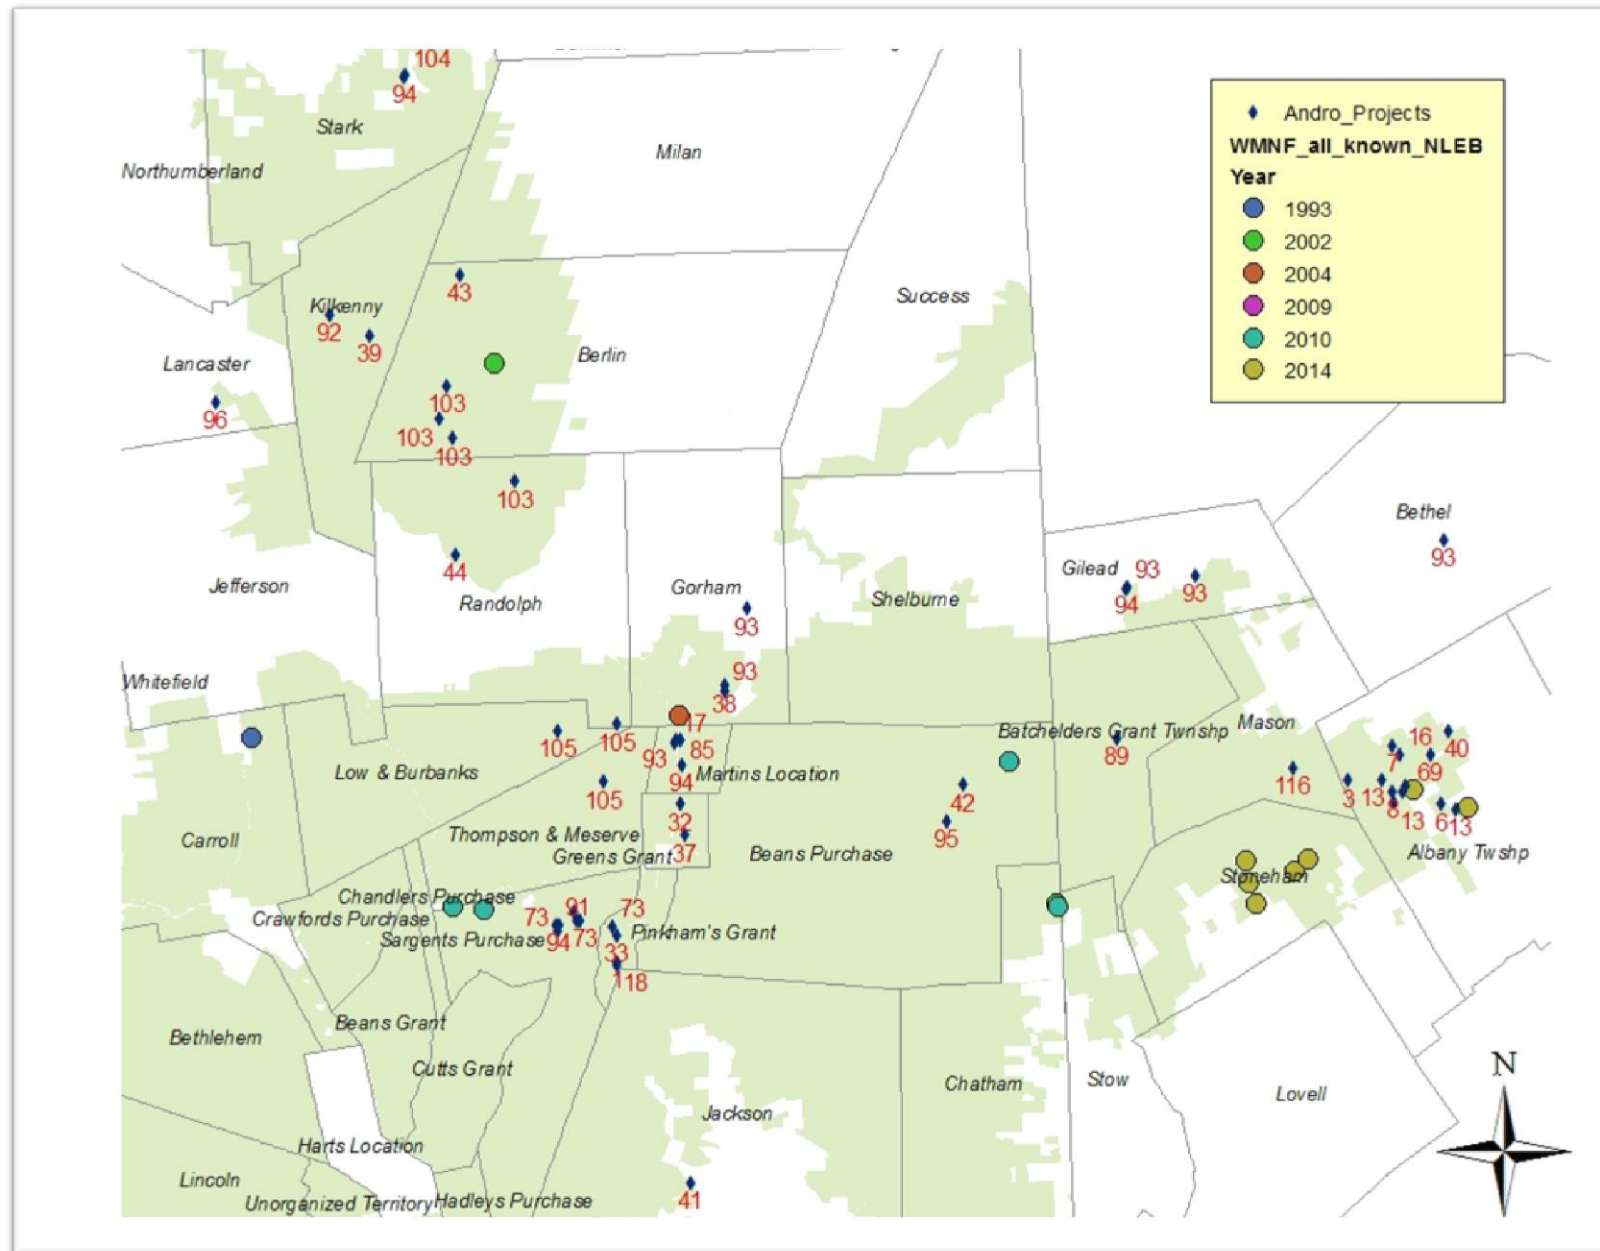 104
94
Stark
Milan
Northumberland
Andro_Projects
WMNF_all_known_NLEB
Year
1993
2002
2004
2009
2010
2014
43
Success
Kilkenny
92
39
Berlin
Lancaster
96
103
103
103
103
Bethel
93
44
Jefferson
Randolph
Gorham
93
Shelburne
Gilead
93
94
93
Whitefield
93
38
17
105
105
93
85
Low & Burbanks
94
Martins Location
105
Batchelders Grant Twnshp
89
Mason
16
40
7
69
116
3
13
8
13
6
13
42
95
32
Carroll
Thompson & Meserve
Greens Grant
37
Beans Purchase
Albany Twshp
Stoneham
Chandlers Purchase
Crawfords Purchase
Sargents Purchase
73
91
94
73
73
33
Pinkham's Grant
118
Beans Grant
Bethlehem
Cutts Grant
Chatham
Stow
Lovell
N
Jackson
Harts Location
Lincoln
Unorganized Territory
Hadleys Purchase
41